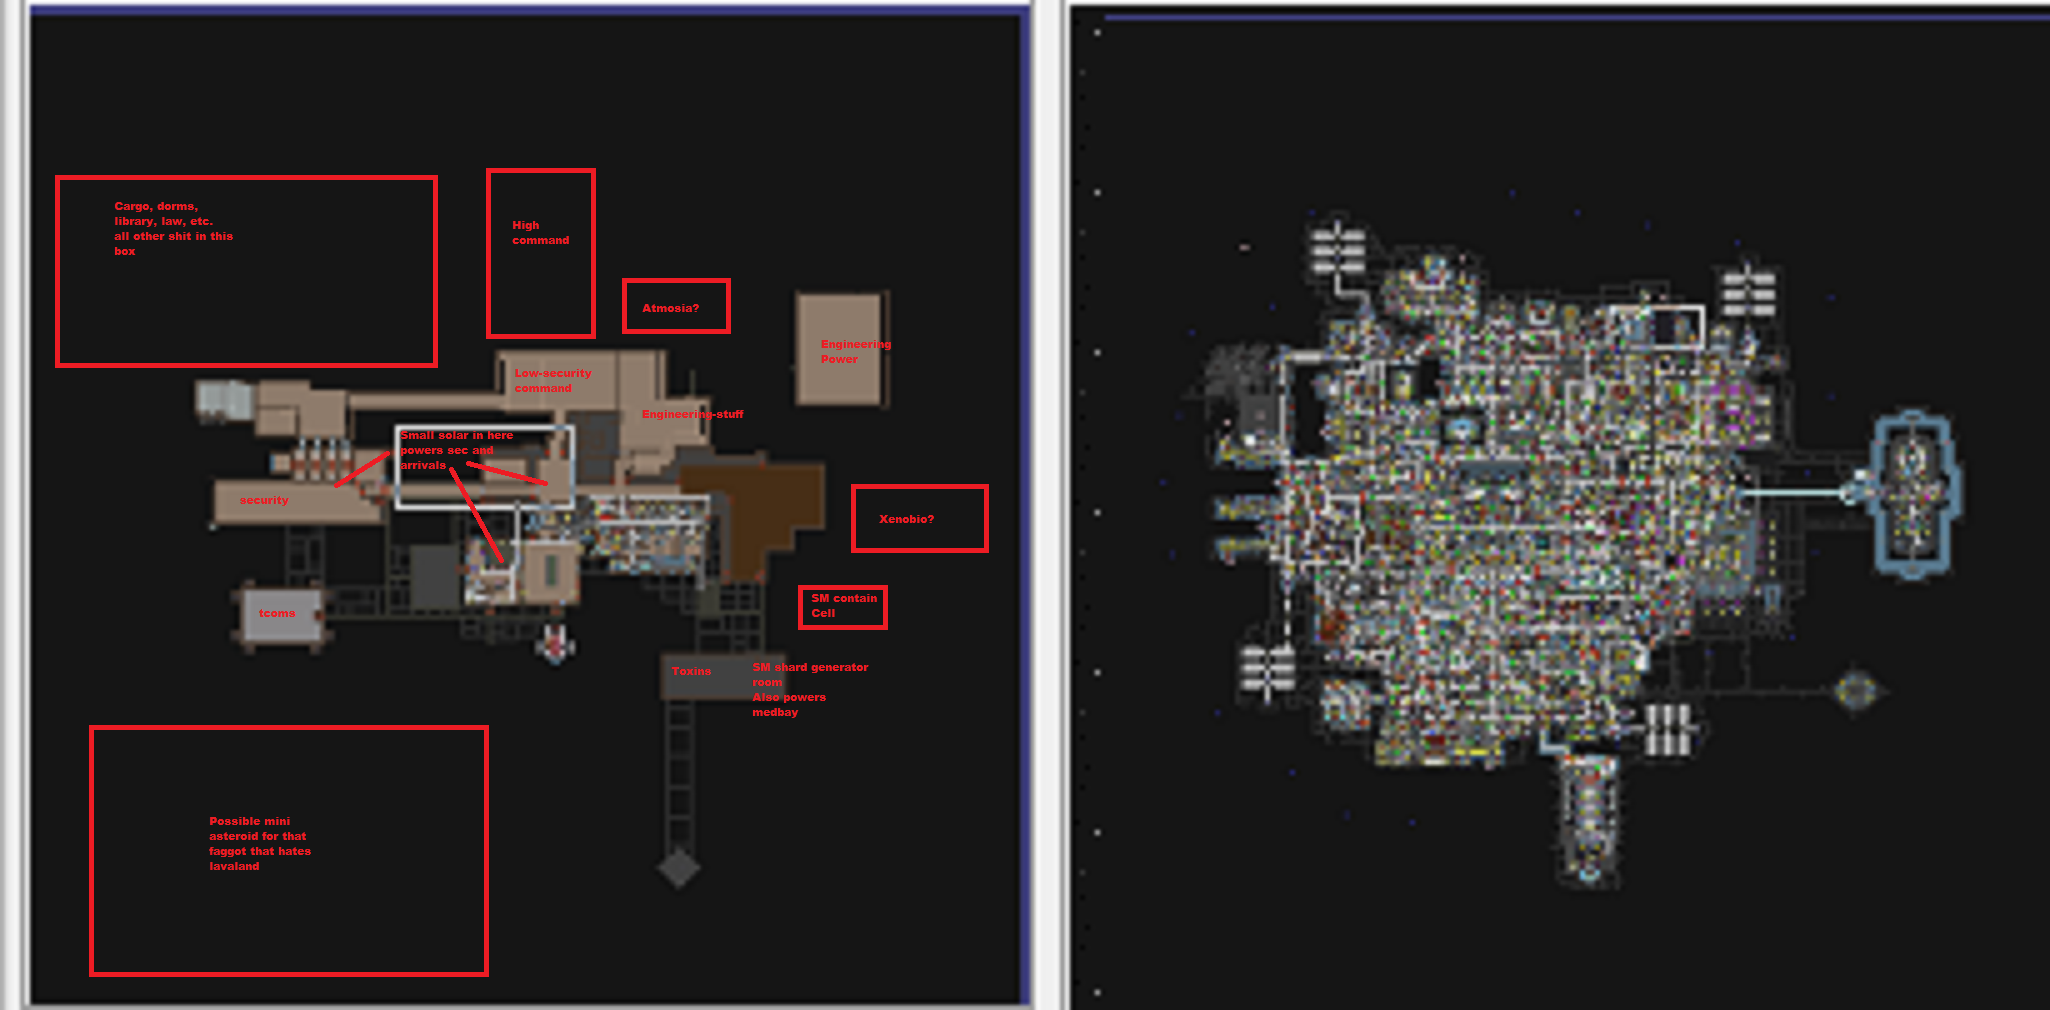 Cargo, dorms,
library, law, etc.
all other shit in this
box
High
command
Atmosia?
Engineering
Power
Low-security
command
Engineering-stuff
Small solar in here
powers sec and
arrivals
security
Xenobio?
SM contain
Cell
tcoms
Toxins
SM shard generator
room
Also powers
medbay
Possible mini
asteroid for that
faggot that hates
lavaland